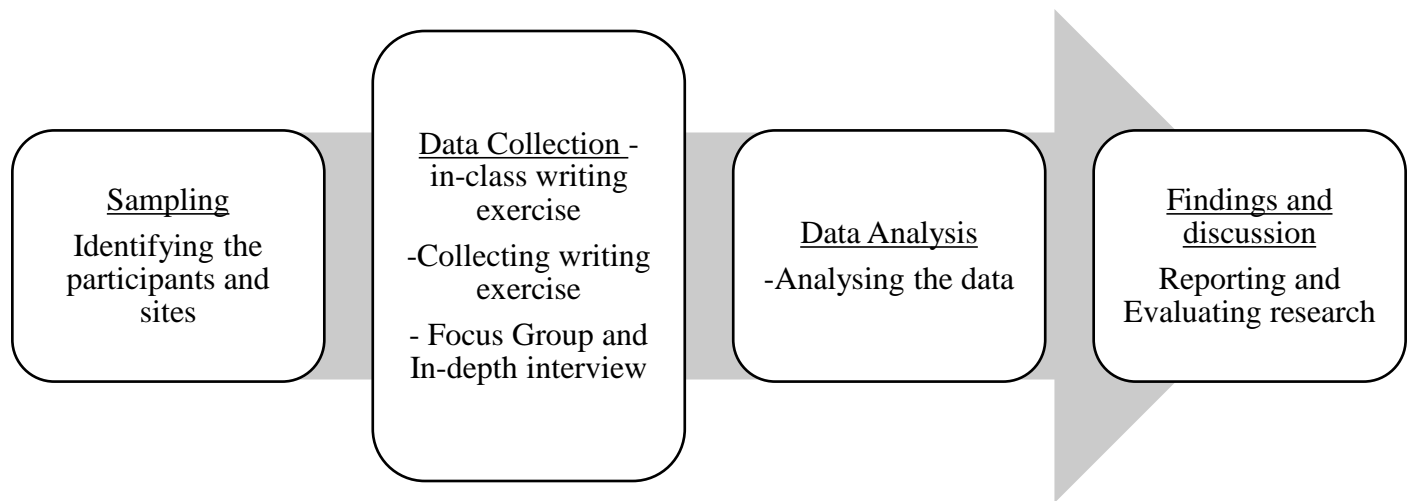 Sampling
Identifying the
participants and
sites
Data Collection -
in-class writing
exercise
-Collecting writing
exercise
- Focus Group and
In-depth interview
Data Analysis
-Analysing the data
Findings and
discussion
Reporting and
Evaluating research